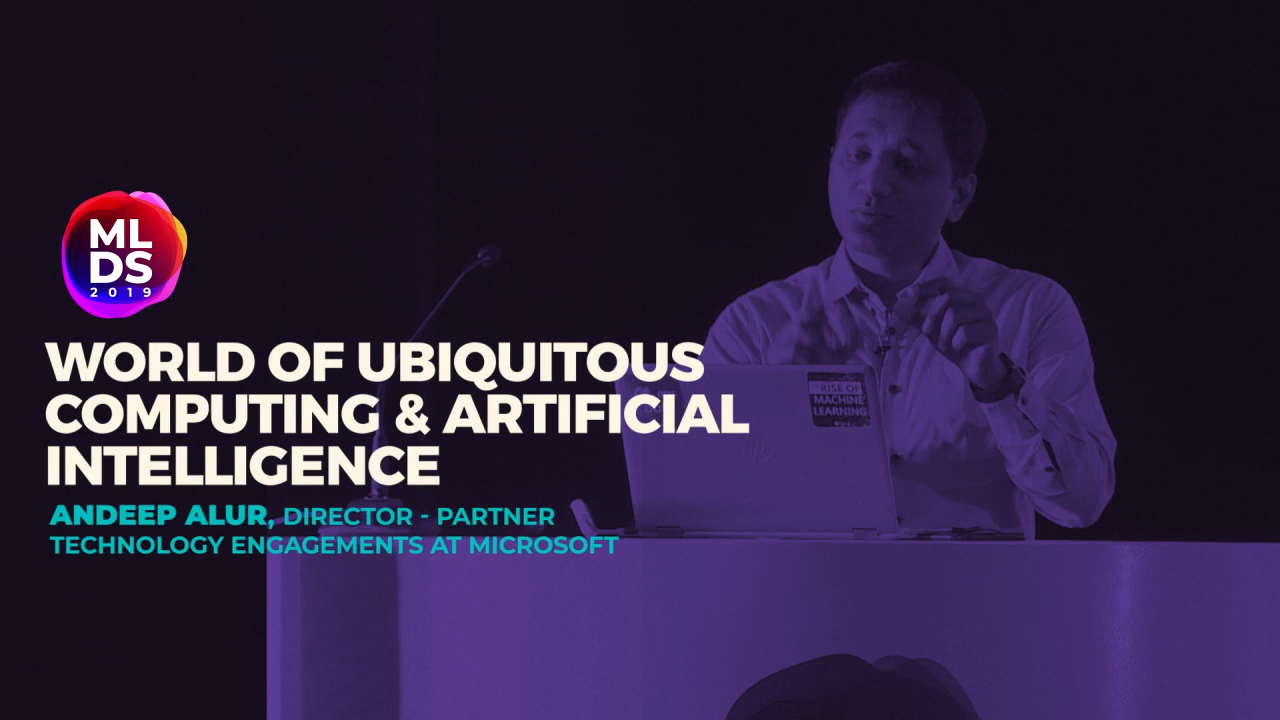 ML
DS
2019
WORLD OF UBIQUITOUS
COMPUTING & ARTIFICIAL
INTELLIGENCE
ANDEEP ALUR, DIRECTOR - PARTNER
TECHNOLOGY ENGAGEMENTS AT MICROSOFT
RISE OF
MACHINE
LEARNING